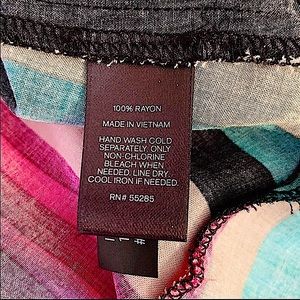 100% RAYON
MADE IN VIETNAM
HAND WASH COLD
SEPARATELY. ONLY
NON-CHLORINE
BLEACH WHEN
NEEDED. LINE DRY.
COOL IRON IF NEEDED.
RN# 55285